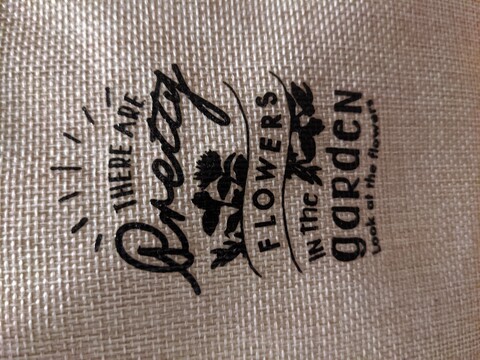 THERE ARE
Pretty
FLOWERS
IN the
garden
Look at the flowers